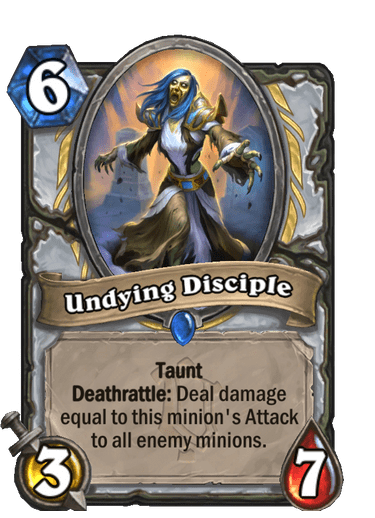 6
Undying Disciple
Taunt
Deathrattle: Deal damage
equal to this minion's Attack
to all enemy minions.
3
7